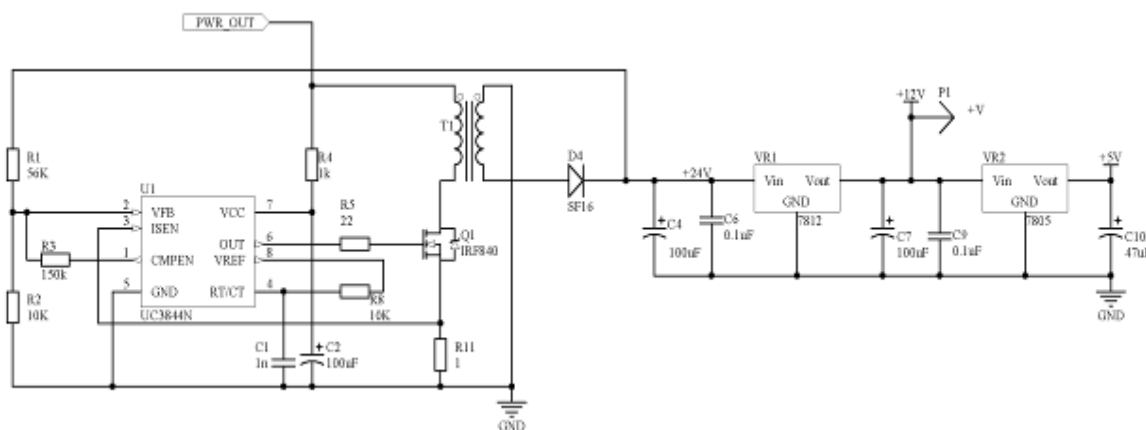 PWR_OUT
+12V
P1
+V
T1
R1
56K
R4
1k
D4
SF16
+24V
VR1
Vin
Vout
GND
7812
VR2
Vin
Vout
GND
7805
+5V
U1
2
VFB
VCC
7
3
ISEN
OUT
6
VREF
8
1
CMPEN
5
GND
RT/CT
4
UC3844N
R5
22
Q1
IRF840
R3
150k
R2
10K
R8
10K
C4
100uF
C6
0.1uF
C7
100uF
C9
0.1uF
C10
GND
C1
1n
C2
100uF
R11
1
GND